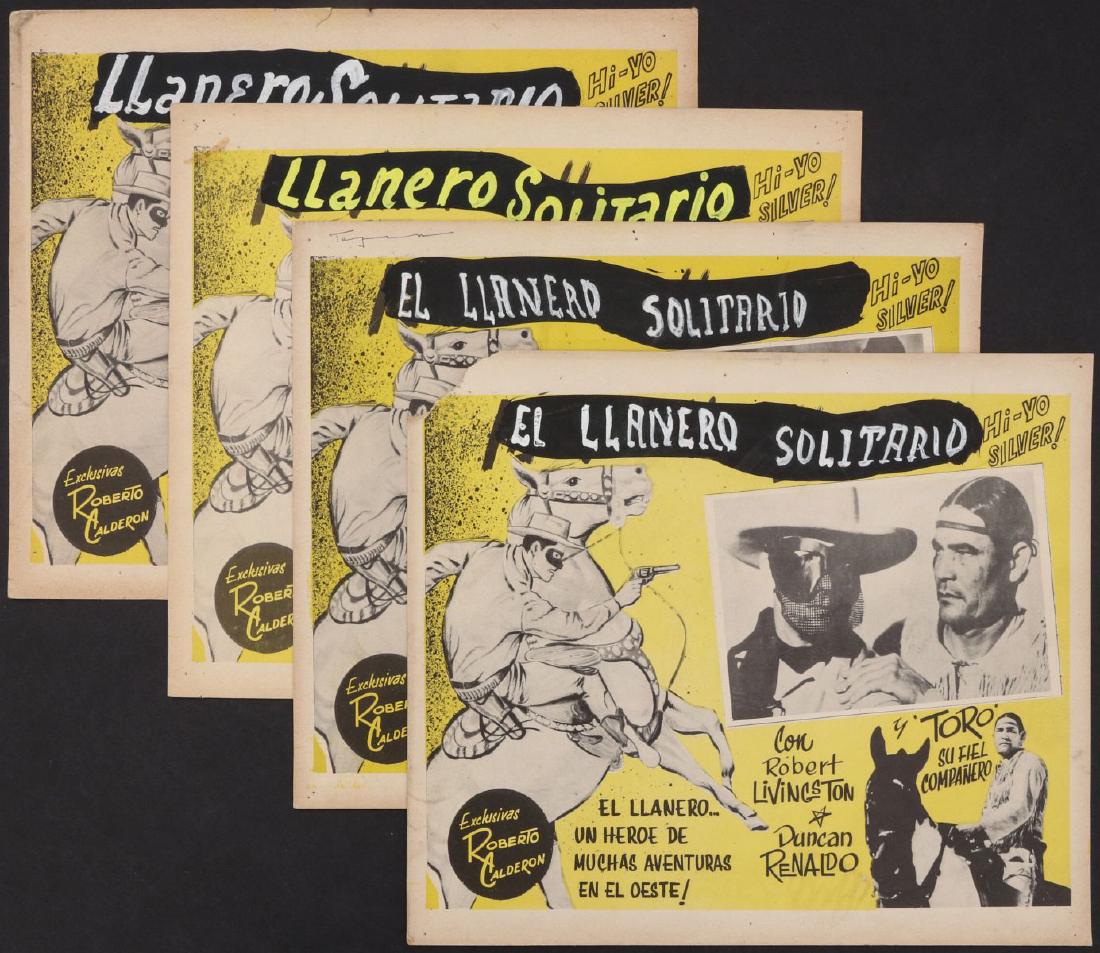 LLanero Solitario
Hi-YO
SILVER!
Exclusivas
ROBERTO
CALDERON
LLanero Solitario
Hi-YO
SILVER!
Exclusivas
EL LLANERO SOLITARIO
Hi-YO
SILVER!
Exclusivas
EL LLANERO SOLITARIO
Hi-YO
SILVER!
Con
Robert
LIVINGSTON
Duncan
RENALDO
y "TORO"
SU FIEL
COMPAÑERO
EL LLANERO...
UN HEROE DE
MUCHAS AVENTURAS
EN EL OESTE!
Exclusivas
ROBERTO
CALDERON